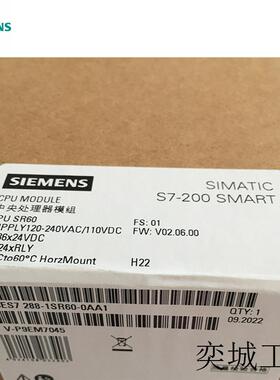 ENS
SIEMENS
SIMATIC
S7-200 SMART
CPU MODULE
中央处理器模组
PU SR60
FS: 01
PPLY120-240VAC/110VDC
FW: V02.06.00
36x24VDC
24xRLY
Cto60°C HorzMount
H22
QTY: 1
09.2022
ES7 288-1SR60-0AA1
V-P9EM7045
奕城工